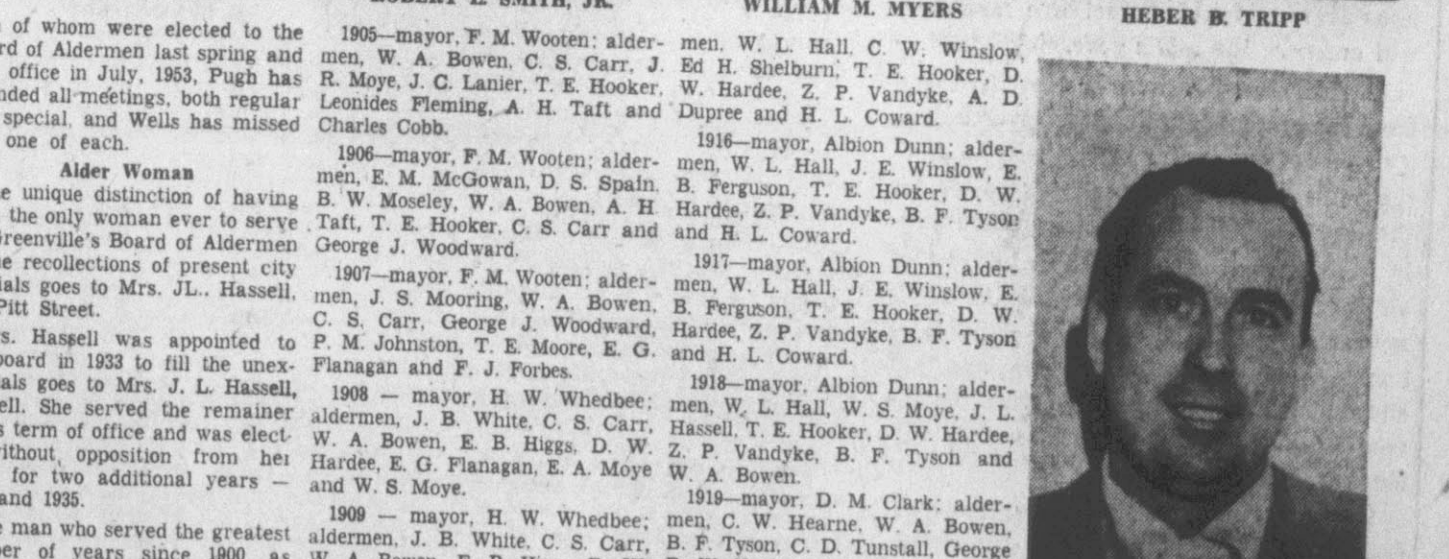 SMITH, JR.
WILLIAM M. MYERS
HEBER B. TRIPP
of whom were elected to the
of Aldermen last spring and
office in July, 1953, Pugh has
all meetings, both regular
special, and Wells has missed
one of each.
Alder Woman
unique distinction of having
the only woman ever to serve
Greenville's Board of Aldermen
recollections of present city
goes to Mrs. JL.. Hassell,
Pitt Street.
Hassell was appointed to
board in 1933 to fill the unex-
goes to Mrs. J. L. Hassell,
She served the remainer
term of office and was elect-
without opposition from her
for two additional years —
and 1935.
man who served the greatest
of years since 1900 as
1905—mayor, F. M. Wooten; alder-
men, W. A. Bowen, C. S. Carr, J.
R. Moye, J. C. Lanier, T. E. Hooker,
Leonides Fleming, A. H. Taft and
Charles Cobb.
1906—mayor, F. M. Wooten; alder-
men, E. M. McGowan, D. S. Spain,
B. W. Moseley, W. A. Bowen, A. H.
Taft, T. E. Hooker, C. S. Carr and
George J. Woodward.
1907—mayor, F. M. Wooten; alder-
men, J. S. Mooring, W. A. Bowen,
C. S. Carr, George J. Woodward,
P. M. Johnston, T. E. Moore, E. G.
Flanagan and F. J. Forbes.
1908 — mayor, H. W. Whedbee;
aldermen, J. B. White, C. S. Carr,
W. A. Bowen, E. B. Higgs, D. W.
Hardee, E. G. Flanagan, E. A. Moye
and W. S. Moye.
1909 — mayor, H. W. Whedbee;
aldermen, J. B. White, C. S. Carr,
men, W. L. Hall, C. W. Winslow,
Ed H. Shelburn, T. E. Hooker, D.
W. Hardee, Z. P. Vandyke, A. D.
Dupree and H. L. Coward.
1916—mayor, Albion Dunn; alder-
men, W. L. Hall, J. E. Winslow, E.
B. Ferguson, T. E. Hooker, D. W.
Hardee, Z. P. Vandyke, B. F. Tyson
and H. L. Coward.
1917—mayor, Albion Dunn; alder-
men, W. L. Hall, J. E. Winslow, E.
B. Ferguson, T. E. Hooker, D. W.
Hardee, Z. P. Vandyke, B. F. Tyson
and H. L. Coward.
1918—mayor, Albion Dunn; alder-
men, W. L. Hall, W. S. Moye, J. L.
Hassell, T. E. Hooker, D. W. Hardee,
Z. P. Vandyke, B. F. Tyson and
W. A. Bowen.
1919—mayor, D. M. Clark; alder-
men, C. W. Hearne, W. A. Bowen,
B. F. Tyson, C. D. Tunstall, George